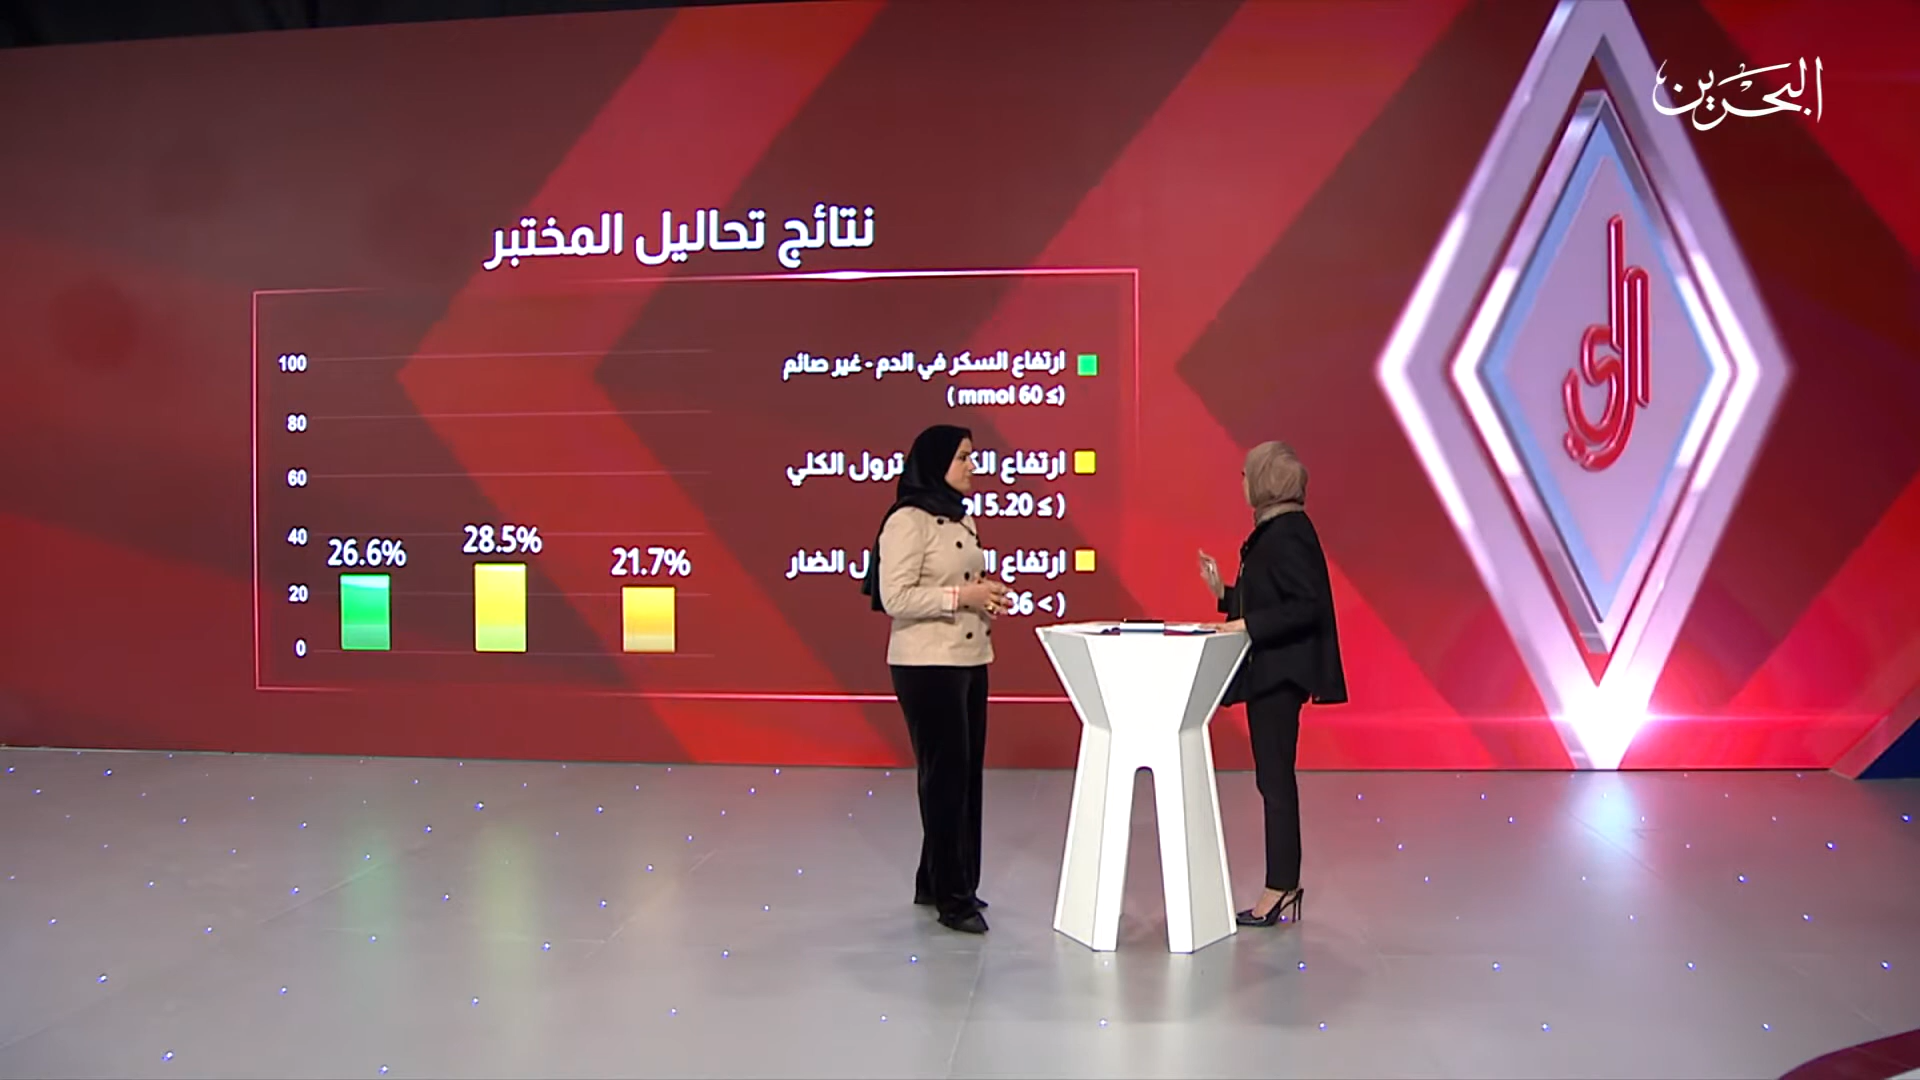 البحرين
نتائج تحاليل المختبر
100
80
60
40
20
0
26.6%
28.5%
21.7%
ارتفاع السكر في الدم - غير صائم
(≥ 60 mmol )
ارتفاع ترول الكلي
( ≥ 5.20
ارتفاع الضار
( >
الرأي